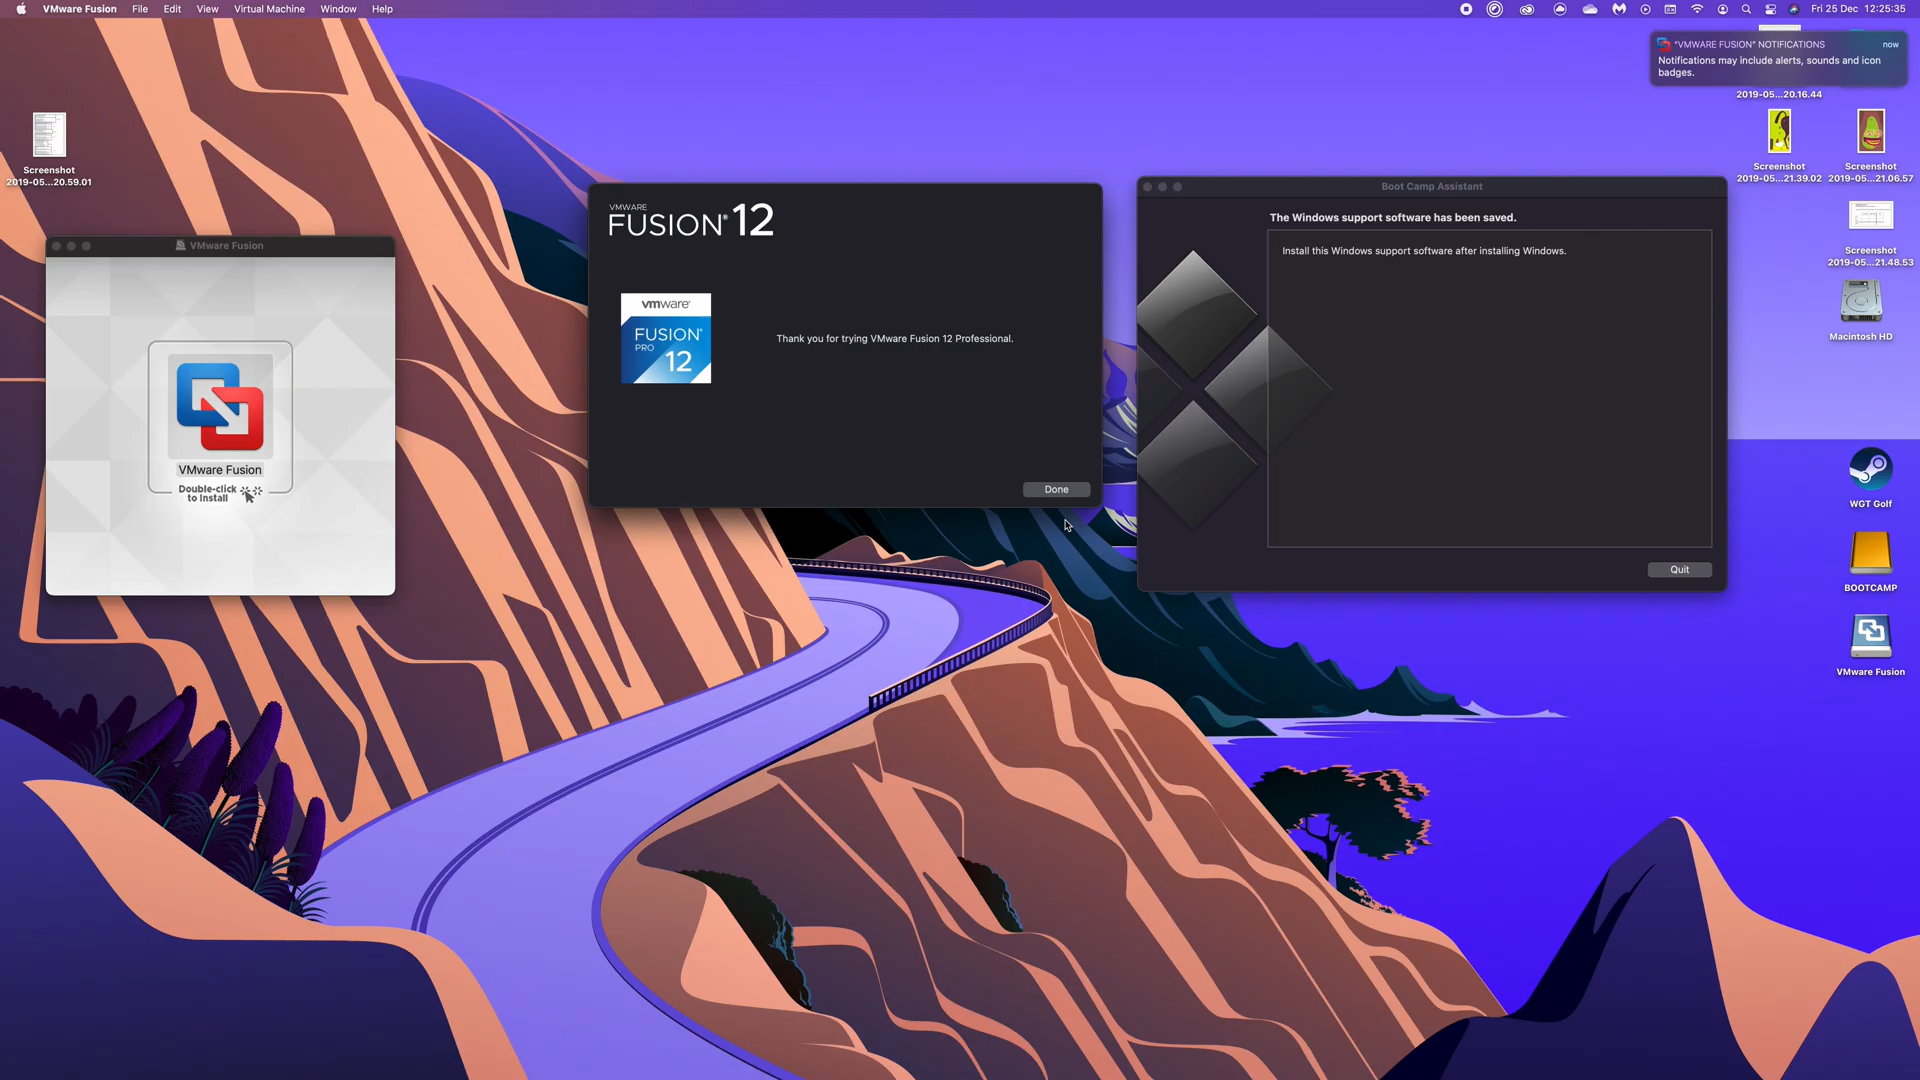 VMware Fusion File Edit View Virtual Machine Window Help
Fri 25 Dec 12:25:35
"VMWARE FUSION" NOTIFICATIONS now
Notifications may include alerts, sounds and icon
badges.
2019-05...20.16.44
Screenshot
2019-05...20.59.01
Screenshot
2019-05...21.39.02
Screenshot
2019-05...21.06.57
Screenshot
2019-05...21.48.53
Macintosh HD
WGT Golf
BOOTCAMP
VMware Fusion
VMware Fusion
VMware Fusion
Double-click
to Install
VMWARE
FUSION® 12
vmware®
FUSION®
PRO
12
Thank you for trying VMware Fusion 12 Professional.
Done
Boot Camp Assistant
The Windows support software has been saved.
Install this Windows support software after installing Windows.
Quit